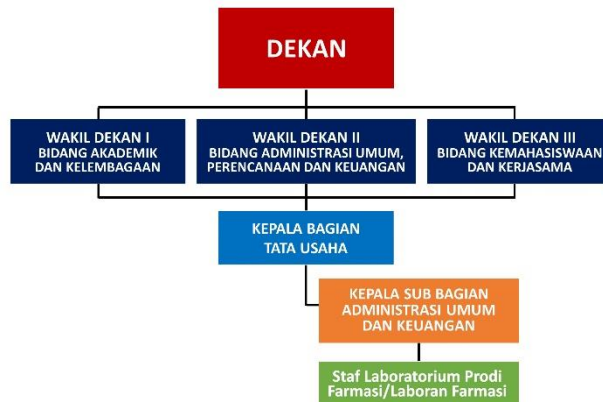 DEKAN
WAKIL DEKAN I
BIDANG AKADEMIK
DAN KELEMBAGAAN
WAKIL DEKAN II
BIDANG ADMINISTRASI UMUM,
PERENCANAAN DAN KEUANGAN
WAKIL DEKAN III
BIDANG KEMAHASISWAAN
DAN KERJASAMA
KEPALA BAGIAN
TATA USAHA
KEPALA SUB BAGIAN
ADMINISTRASI UMUM
DAN KEUANGAN
Staf Laboratorium Prodi
Farmasi/Laboran Farmasi